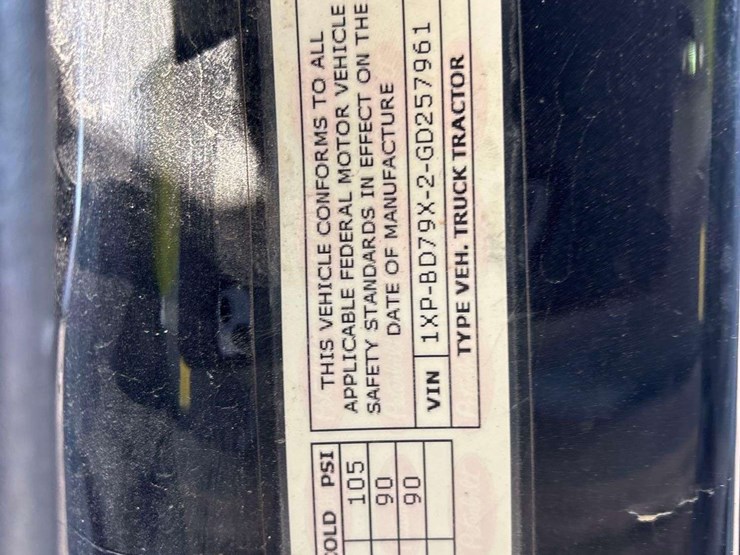 THIS VEHICLE CONFORMS TO ALL
APPLICABLE FEDERAL MOTOR VEHICLE
SAFETY STANDARDS IN EFFECT ON THE
DATE OF MANUFACTURE
VIN 1XP-BD79X-2-GD257961
TYPE VEH. TRUCK TRACTOR
OLD PSI
105
90
90